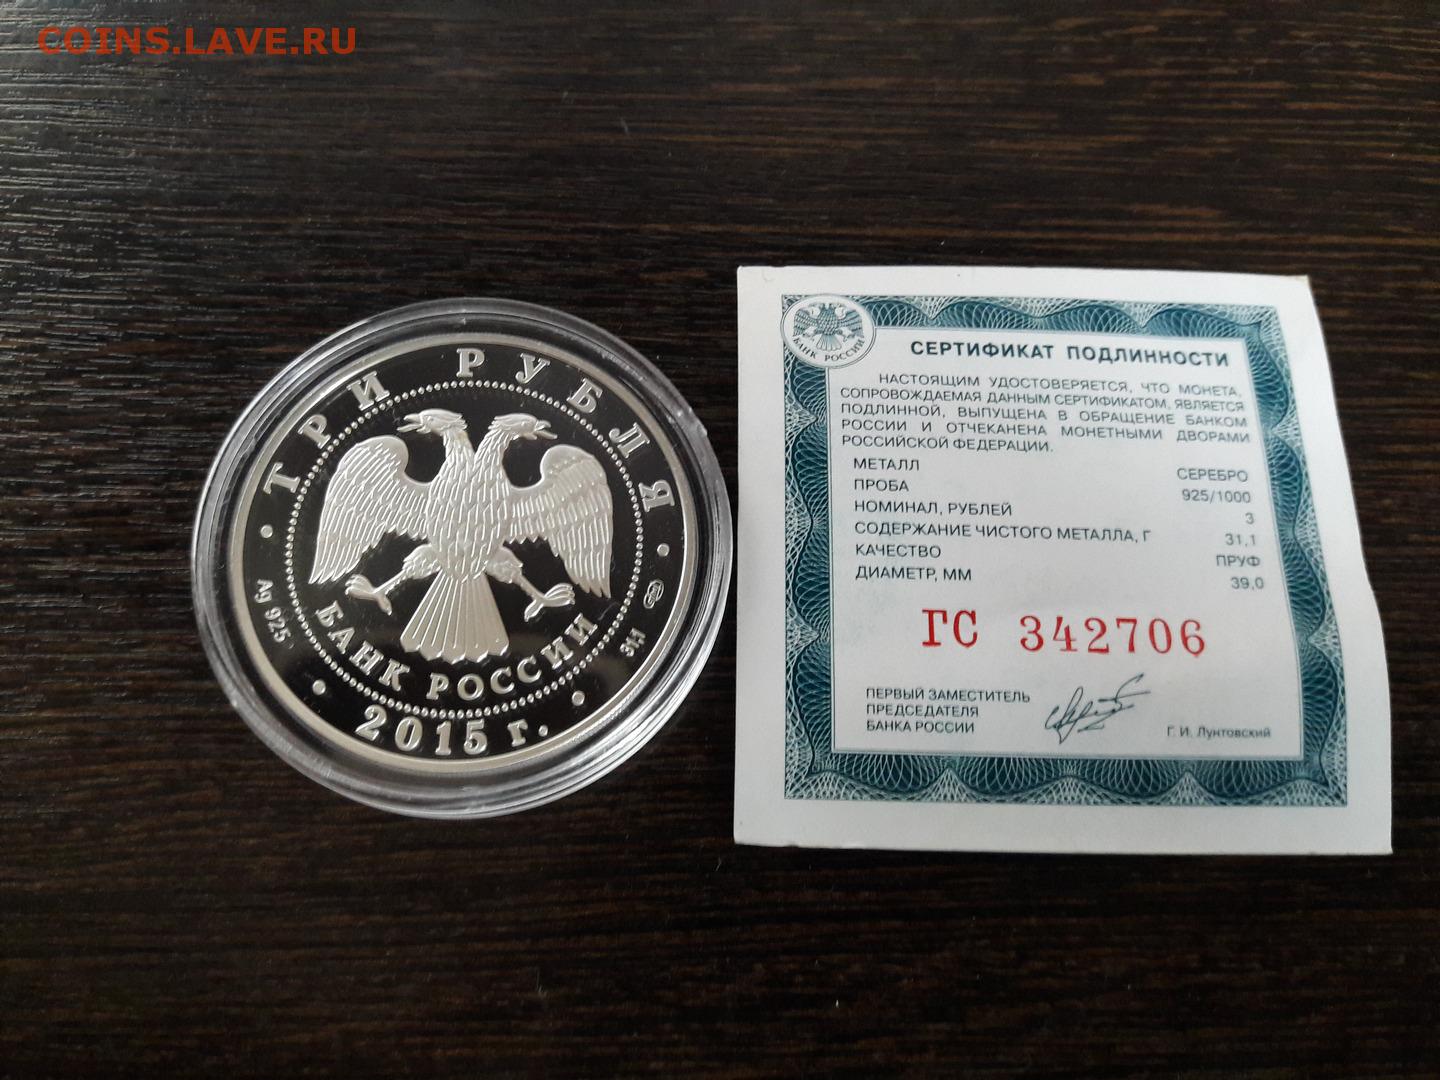 COINS.LAVE.RU
ТРИ РУБЛЯ
БАНК РОССИИ
2015 г.
Ag 925
31,1
БАНК РОССИИ
СЕРТИФИКАТ ПОДЛИННОСТИ
НАСТОЯЩИМ УДОСТОВЕРЯЕТСЯ, ЧТО МОНЕТА,
СОПРОВОЖДАЕМАЯ ДАННЫМ СЕРТИФИКАТОМ, ЯВЛЯЕТСЯ
ПОДЛИННОЙ, ВЫПУЩЕНА В ОБРАЩЕНИЕ БАНКОМ
РОССИИ И ОТЧЕКАНЕНА МОНЕТНЫМИ ДВОРАМИ
РОССИЙСКОЙ ФЕДЕРАЦИИ.
МЕТАЛЛ СЕРЕБРО
ПРОБА 925/1000
НОМИНАЛ, РУБЛЕЙ 3
СОДЕРЖАНИЕ ЧИСТОГО МЕТАЛЛА, Г 31,1
КАЧЕСТВО ПРУФ
ДИАМЕТР, ММ 39,0
ГС 342706
ПЕРВЫЙ ЗАМЕСТИТЕЛЬ
ПРЕДСЕДАТЕЛЯ
БАНКА РОССИИ
Г. И. Лунтовский